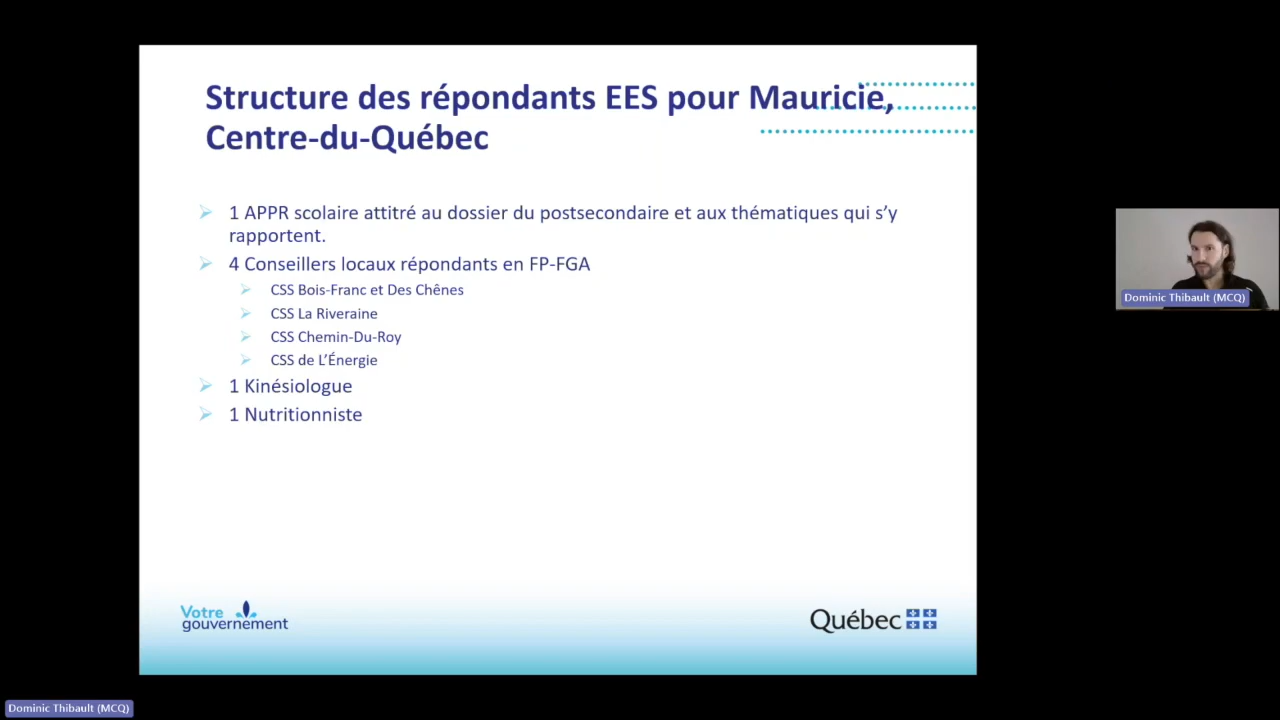 Structure des répondants EES pour Mauricie,
Centre-du-Québec
1 APPR scolaire attitré au dossier du postsecondaire et aux thématiques qui s’y
rapportent.
4 Conseillers locaux répondants en FP-FGA
CSS Bois-Franc et Des Chênes
CSS La Riveraine
CSS Chemin-Du-Roy
CSS de L’Énergie
1 Kinésiologue
1 Nutritionniste
Votre
gouvernement
Québec
Dominic Thibault (MCQ)
Dominic Thibault (MCQ)